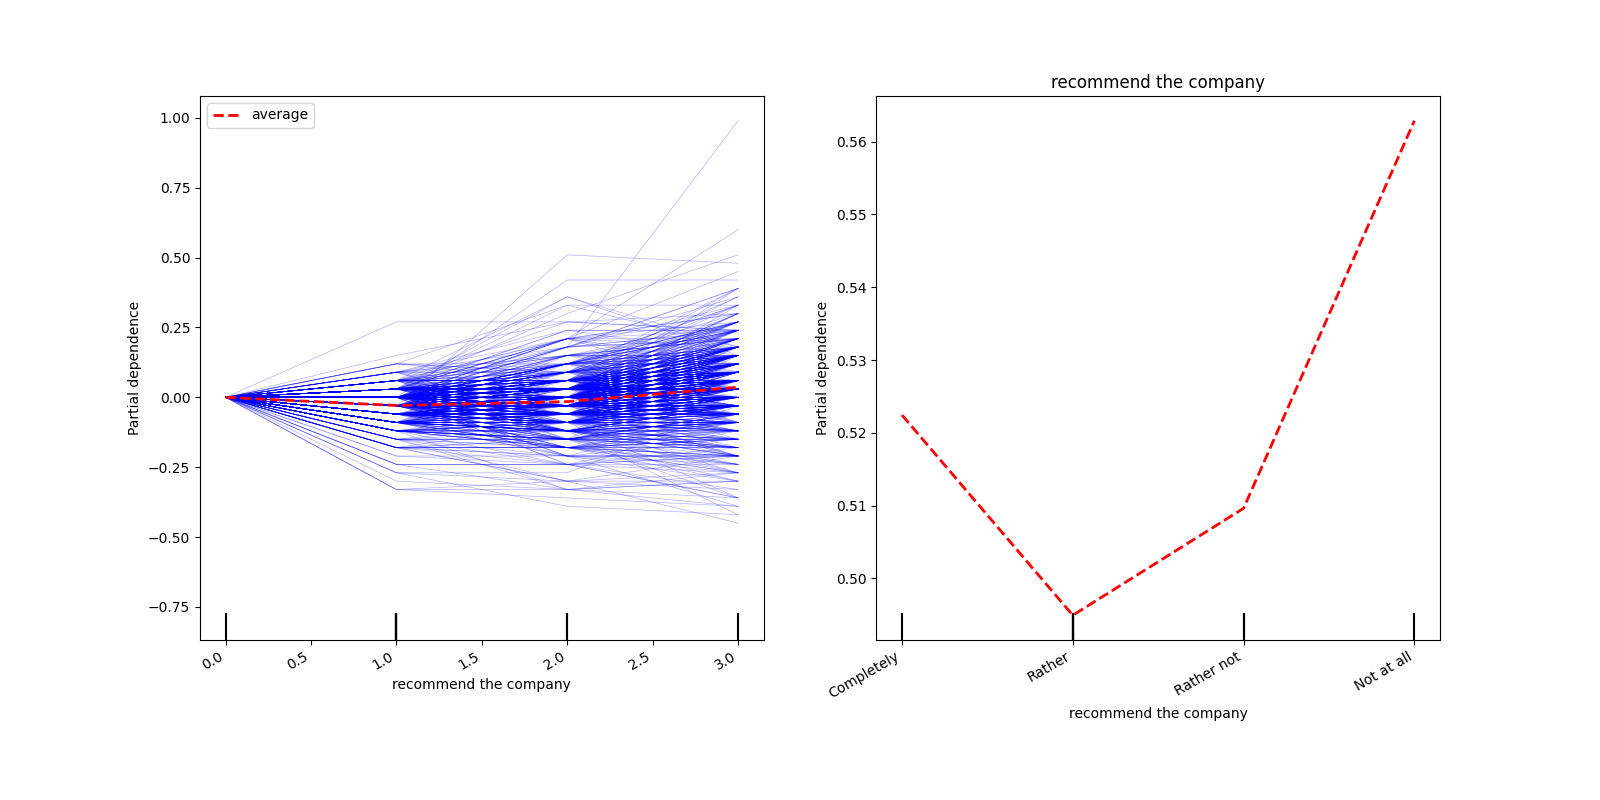 average
1.00
0.75
0.50
0.25
0.00
−0.25
−0.50
−0.75
Partial dependence
0.0
0.5
1.0
1.5
2.0
2.5
3.0
recommend the company
recommend the company
0.56
0.55
0.54
0.53
0.52
0.51
0.50
Partial dependence
Completely
Rather
Rather not
Not at all
recommend the company